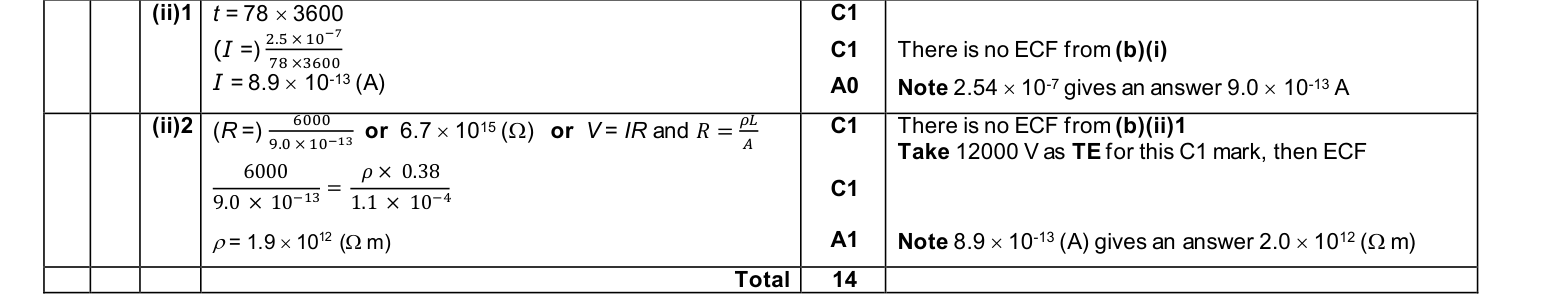 (ii)1 t = 78 × 3600 C1
(I =) 2.5 × 10⁻⁷ / 78 ×3600 C1 There is no ECF from (b)(i)
I = 8.9 × 10⁻¹³ (A) A0 Note 2.54 × 10⁻⁷ gives an answer 9.0 × 10⁻¹³ A
(ii)2 (R =) 6000 / 9.0 × 10⁻¹³ or 6.7 × 10¹⁵ (Ω) or V = IR and R = ρL / A C1 There is no ECF from (b)(ii)1
Take 12000 V as TE for this C1 mark, then ECF
6000 / 9.0 × 10⁻¹³ = ρ × 0.38 / 1.1 × 10⁻⁴ C1
ρ = 1.9 × 10¹² (Ω m) A1 Note 8.9 × 10⁻¹³ (A) gives an answer 2.0 × 10¹² (Ω m)
Total 14